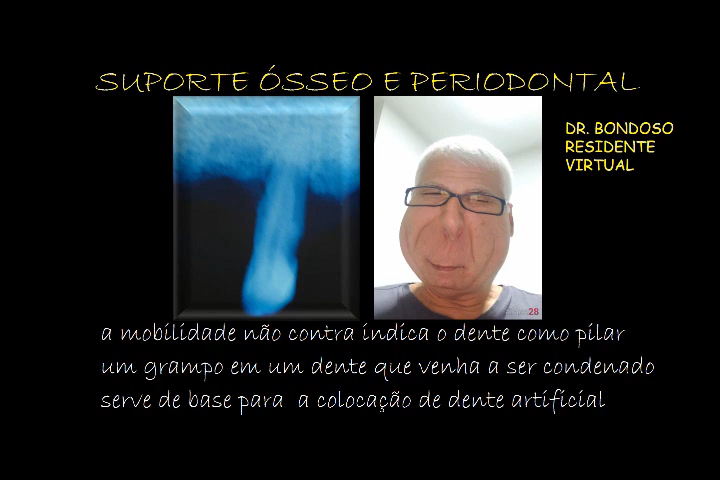 SUPORTE ÓSSEO E PERIODONTAL
DR. BONDOSO
RESIDENTE
VIRTUAL
28
a mobilidade não contra indica o dente como pilar
um grampo em um dente que venha a ser condenado
serve de base para a colocação de dente artificial